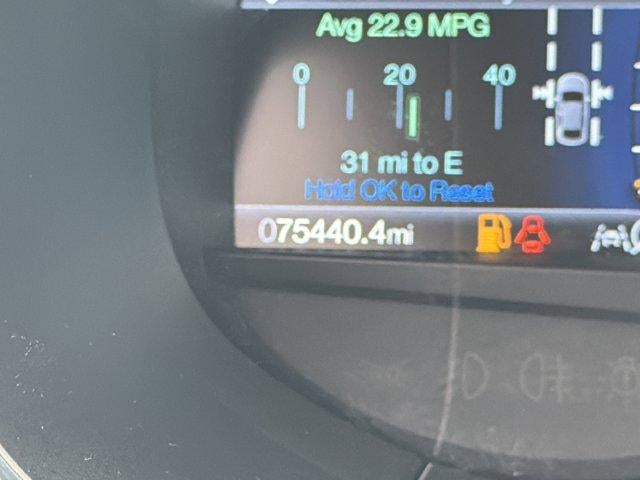 Avg 22.9 MPG
0 20 40
31 mi to E
Hold OK to Reset
075440.4mi